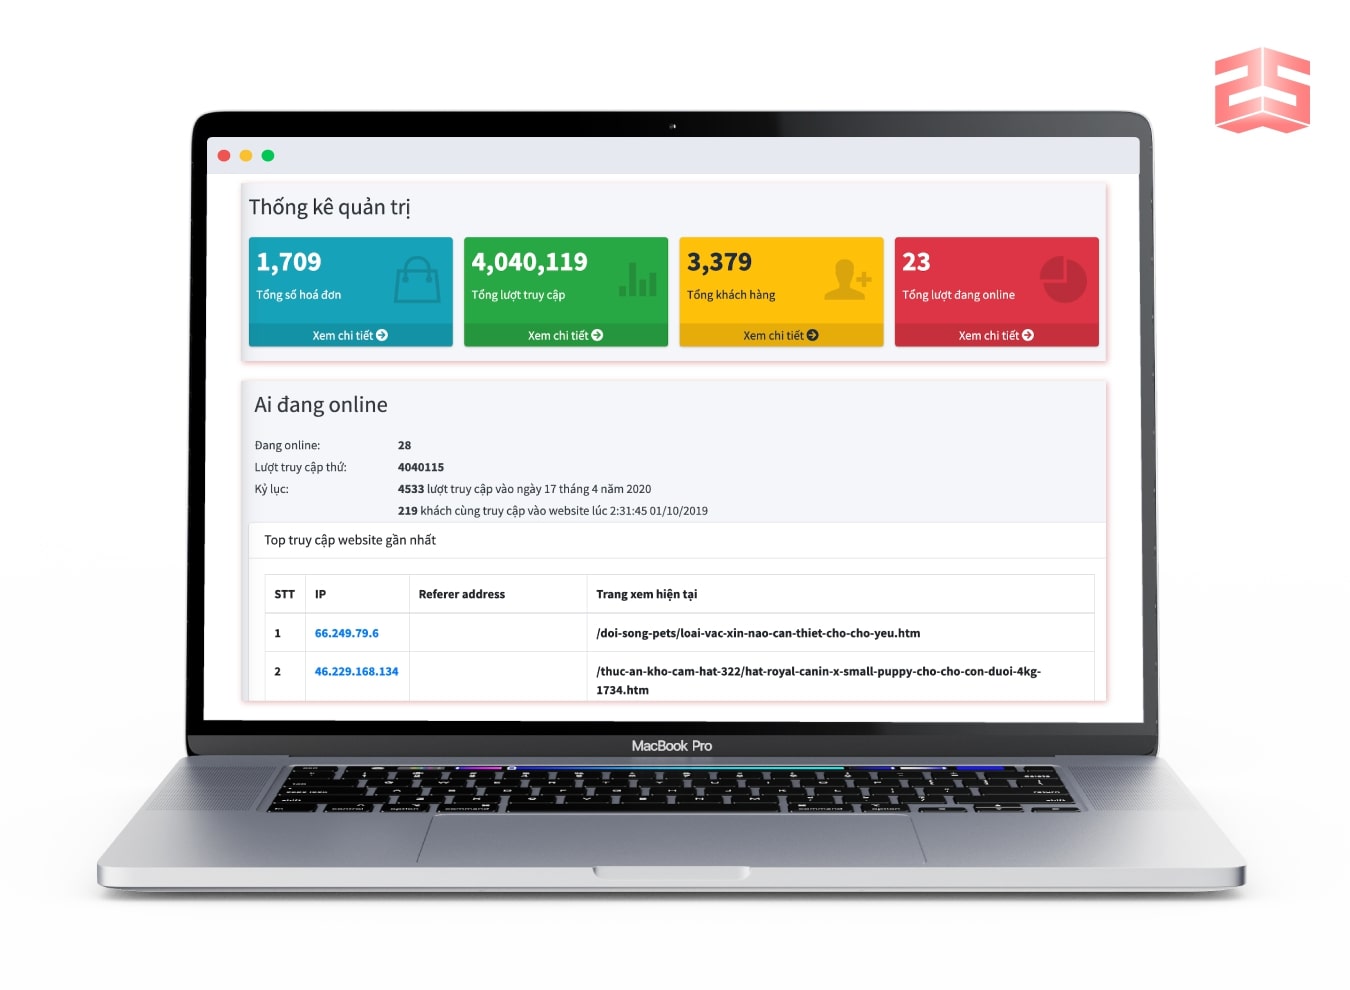 Thống kê quản trị
1,709
Tổng số hoá đơn
Xem chi tiết
4,040,119
Tổng lượt truy cập
Xem chi tiết
3,379
Tổng khách hàng
Xem chi tiết
23
Tổng lượt đang online
Xem chi tiết
Ai đang online
Đang online: 28
Lượt truy cập thứ: 4040115
Kỷ lục: 4533 lượt truy cập vào ngày 17 tháng 4 năm 2020
219 khách cùng truy cập vào website lúc 2:31:45 01/10/2019
Top truy cập website gần nhất
STT IP Referer address Trang xem hiện tại
1 66.249.79.6 /doi-song-pets/loai-vac-xin-nao-can-thiet-cho-cho-yeu.htm
2 46.229.168.134 /thuc-an-kho-cam-hat-322/hat-royal-canin-x-small-puppy-cho-cho-con-duoi-4kg-
1734.htm
MacBook Pro